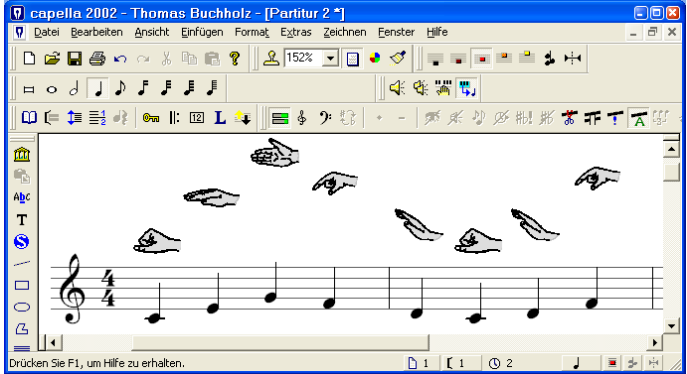 capella 2002 - Thomas Buchholz - [Partitur 2 *]
Datei Bearbeiten Ansicht Einfügen Format Extras Zeichnen Fenster Hilfe
152%
12 L
A
Abc
T
S
4
4
Drücken Sie F1, um Hilfe zu erhalten. 1 1 2